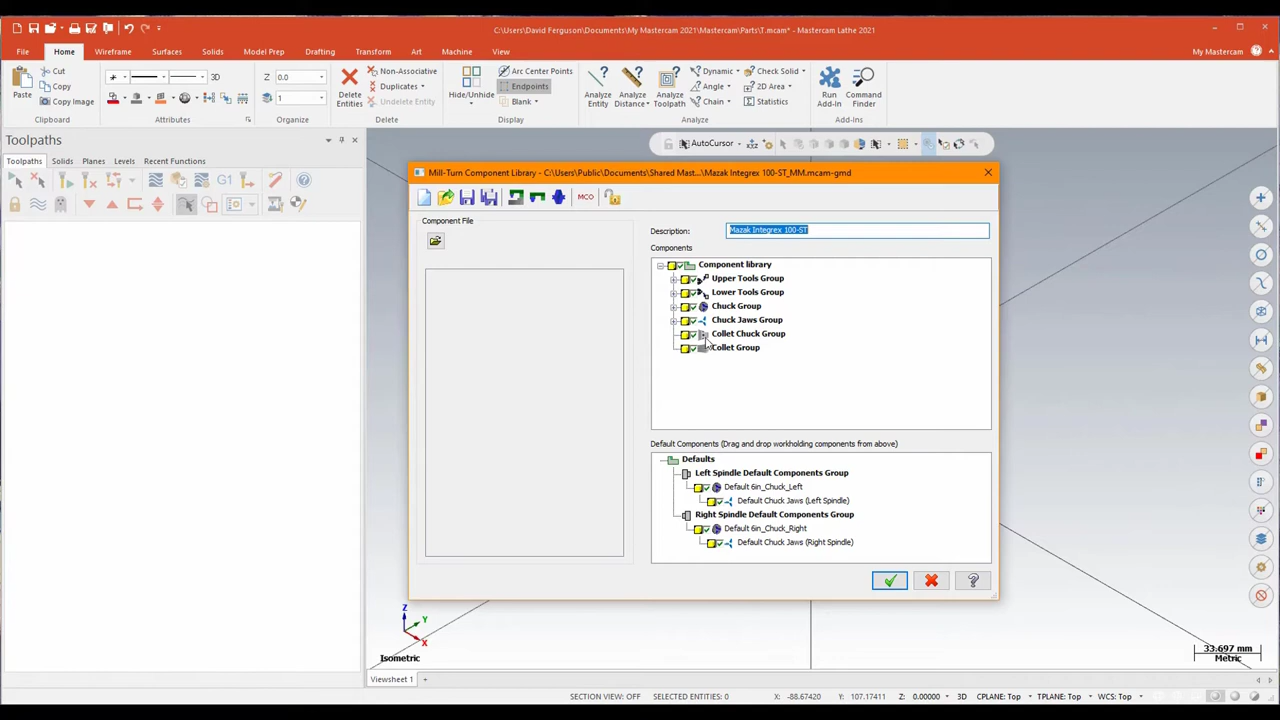 C:\Users\David Ferguson\Documents\My Mastercam 2021\Mastercam\Parts\T.mcam* - Mastercam Lathe 2021
File Home Wireframe Surfaces Solids Model Prep Drafting Transform Art Machine View My Mastercam
Paste Cut Copy Copy Image
Clipboard
3D
Attributes
Z 0.0
1
Organize
Delete Entities Non-Associative Duplicates Undelete Entity
Delete
Hide/Unhide Arc Center Points Endpoints Blank
Display
Analyze Entity Analyze Distance Analyze Toolpath Dynamic Angle Chain Check Solid 2D Area Statistics
Analyze
Run Add-In Command Finder
Add-Ins
Toolpaths
Toolpaths Solids Planes Levels Recent Functions
G1
AutoCursor
Mill-Turn Component Library - C:\Users\Public\Documents\Shared Mast...\Mazak Integrex 100-ST_MM.mcam-gmd
MCO
Component File
Description: Mazak Integrex 100-ST
Components
Component library
Upper Tools Group
Lower Tools Group
Chuck Group
Chuck Jaws Group
Collet Chuck Group
Collet Group
Default Components (Drag and drop workholding components from above)
Defaults
Left Spindle Default Components Group
Default 6in_Chuck_Left
Default Chuck Jaws (Left Spindle)
Right Spindle Default Components Group
Default 6in_Chuck_Right
Default Chuck Jaws (Right Spindle)
Z
Y
X
Isometric
33.697 mm
Metric
Viewsheet 1
SECTION VIEW: OFF SELECTED ENTITIES: 0 X: -88.67420 Y: 107.17411 Z: 0.00000 3D CPLANE: Top TPLANE: Top WCS: Top